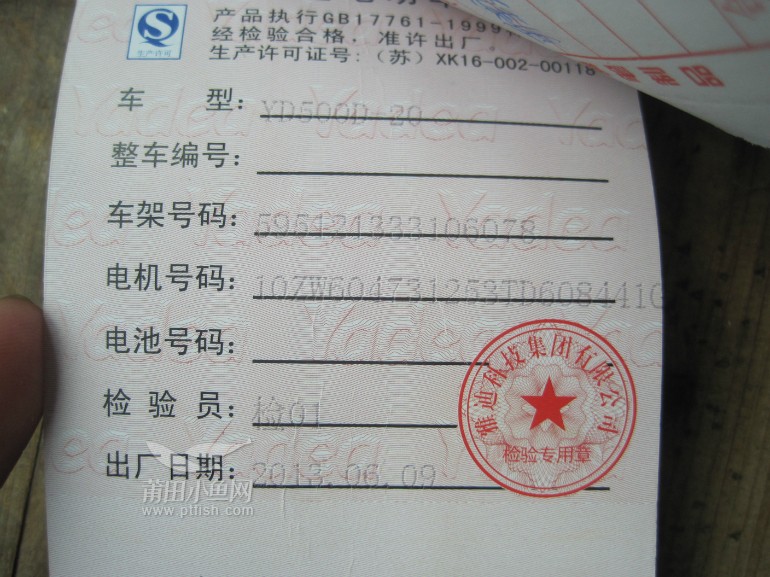 产品执行GB17761-1999
经检验合格，准许出厂。
生产许可证号：（苏）XK16-002-00118
生产许可
车 型：YD500D-20
整车编号：
车架号码：595121333106078
电机号码：10ZW604731253TD608441G
电池号码：
检 验 员：检01
出厂日期：2013.06.09
雅迪科技集团有限公司
检验专用章
Yadea
莆田小鱼网
www.ptfish.com